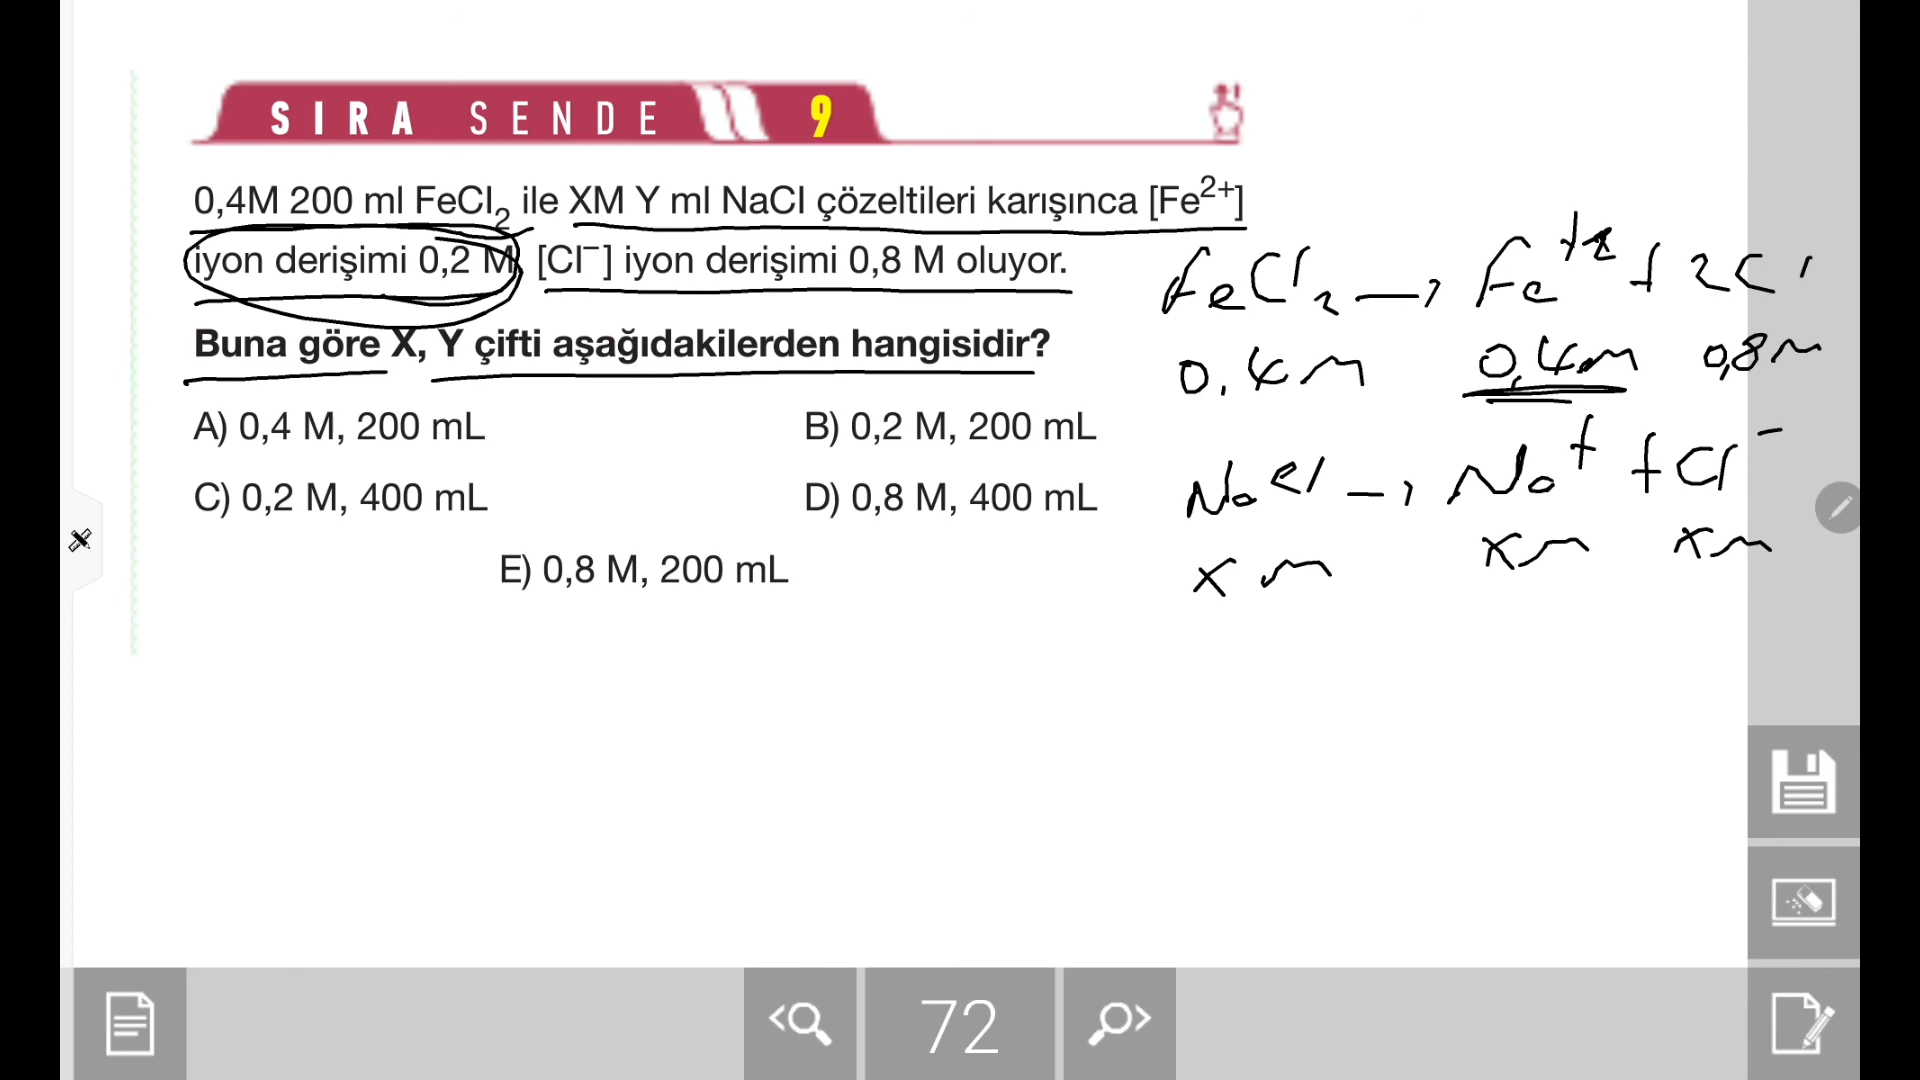 SIRA SENDE 9
0,4M 200 ml FeCl₂ ile XM Y ml NaCl çözeltileri karışınca [Fe²⁺]
iyon derişimi 0,2 M [Cl⁻] iyon derişimi 0,8 M oluyor.
Buna göre X, Y çifti aşağıdakilerden hangisidir?
A) 0,4 M, 200 mL B) 0,2 M, 200 mL
C) 0,2 M, 400 mL D) 0,8 M, 400 mL
E) 0,8 M, 200 mL
FeCl₂ → Fe⁺² + 2Cl
0,4M 0,4M 0,8M
NaCl → Na⁺ + Cl⁻
XM XM XM
72